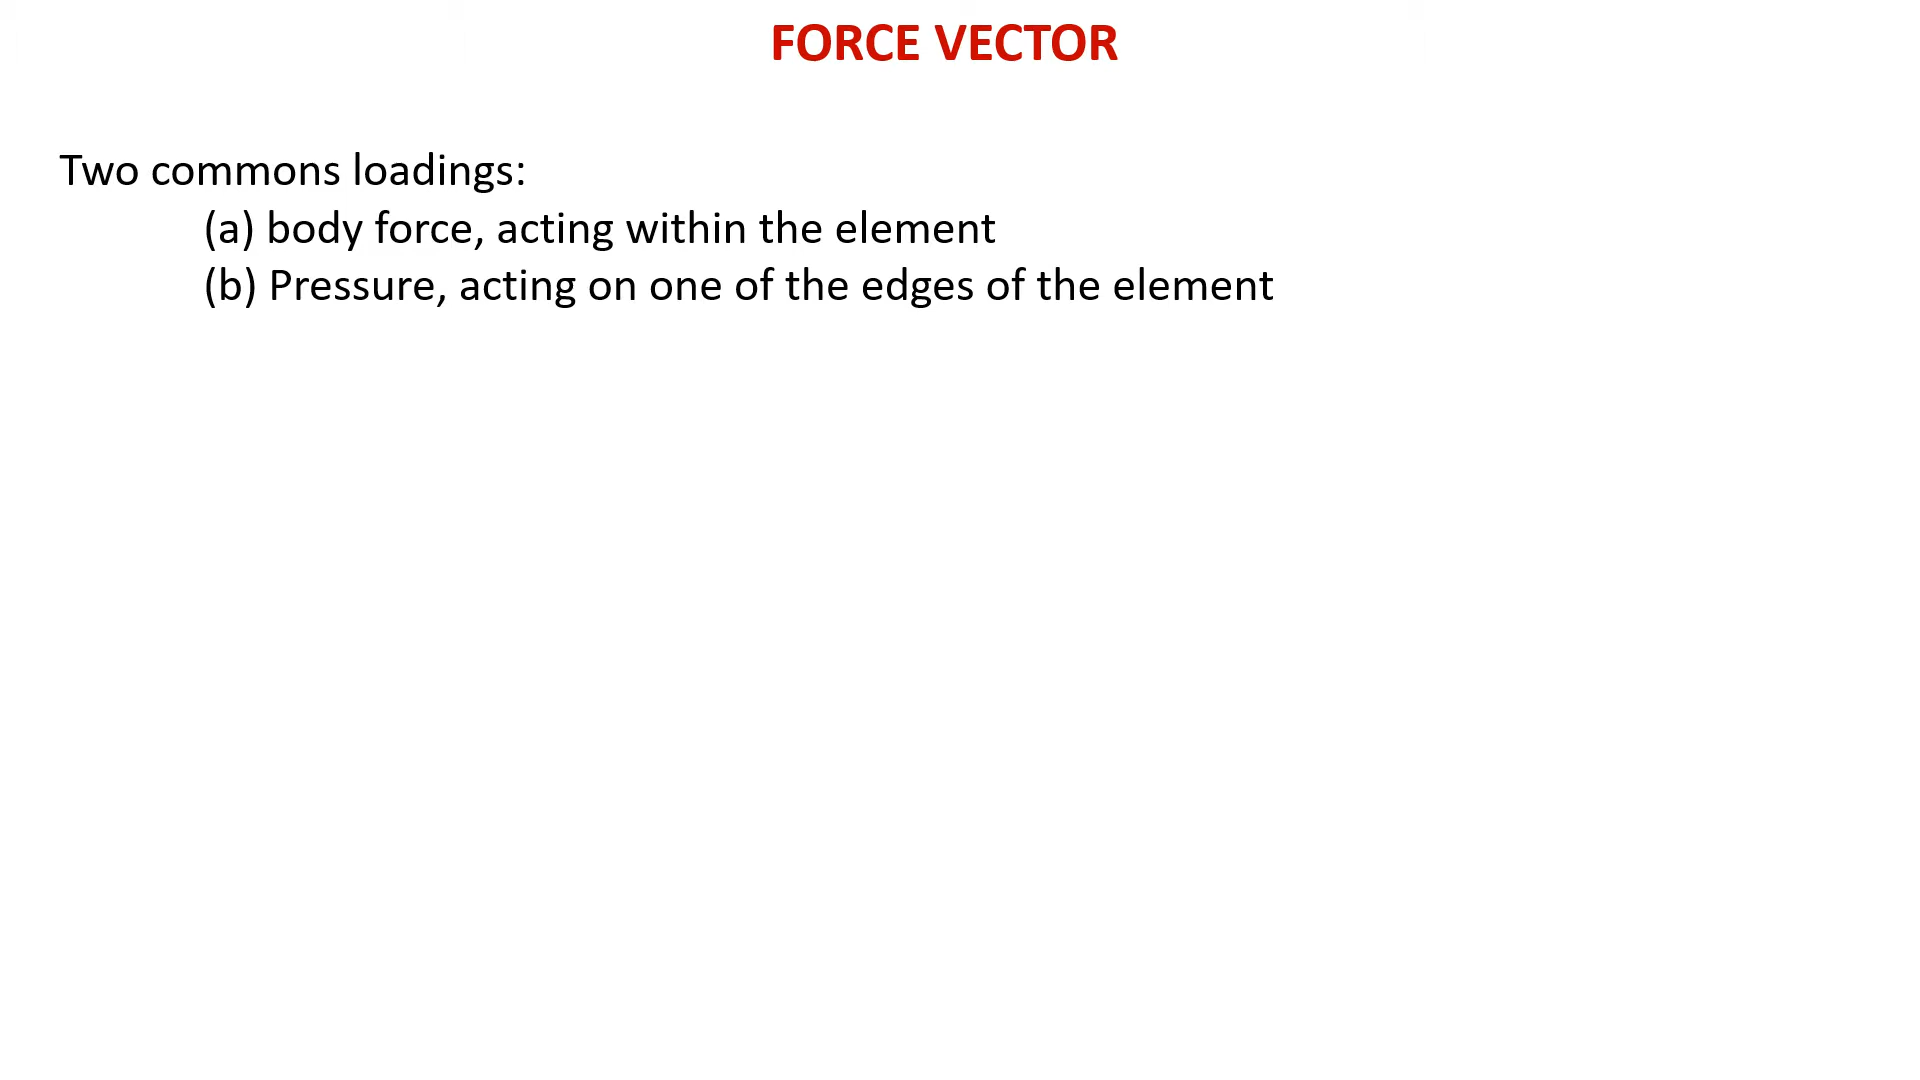 FORCE VECTOR
Two commons loadings:
(a) body force, acting within the element
(b) Pressure, acting on one of the edges of the element